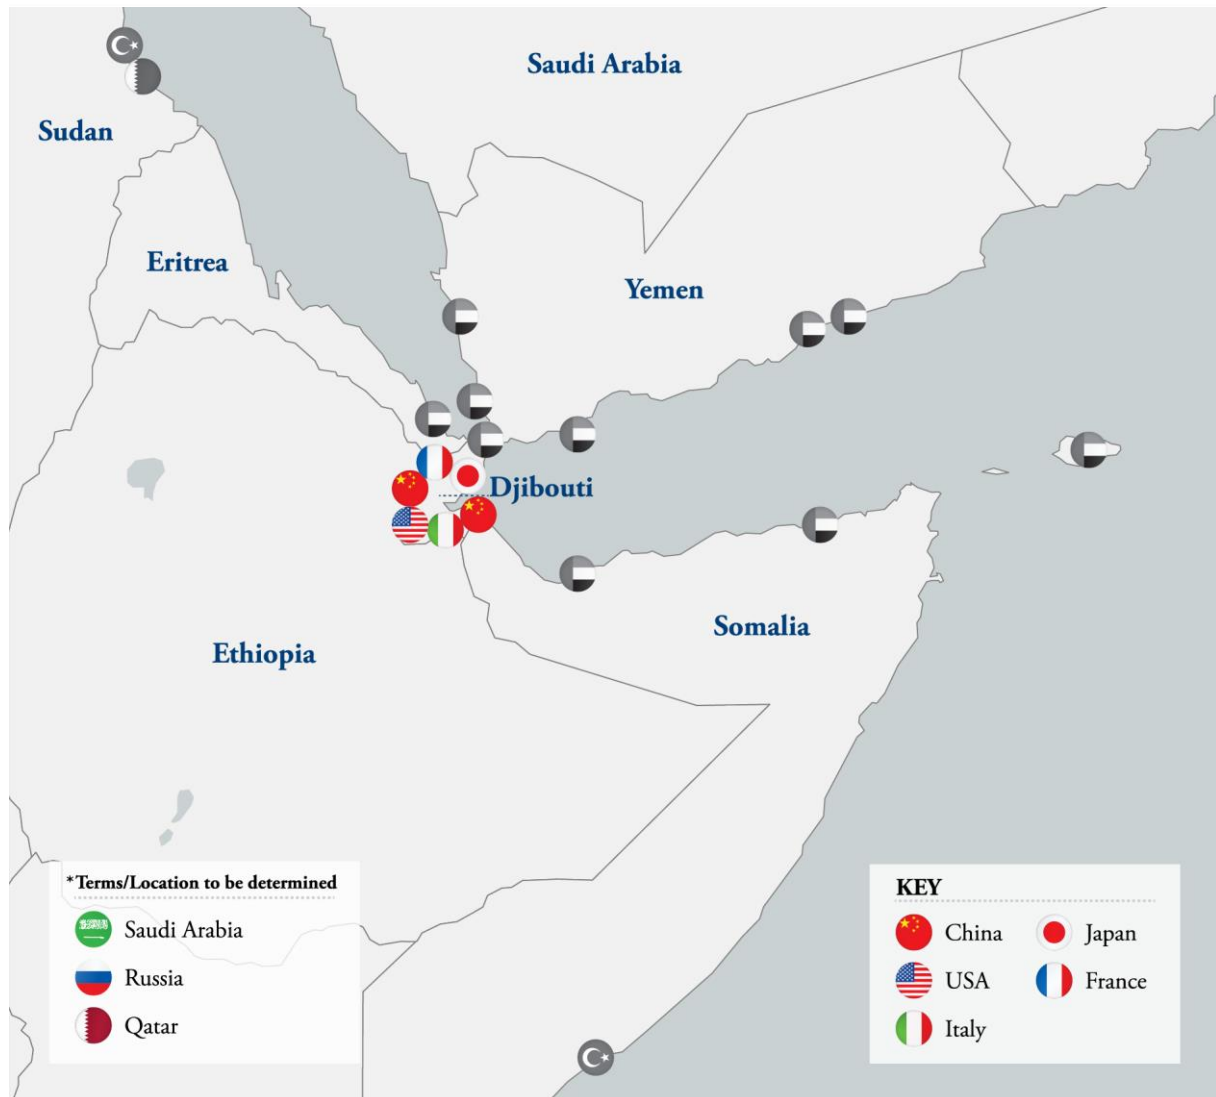 Saudi Arabia
Sudan
Eritrea
Yemen
Djibouti
Somalia
Ethiopia
*Terms/Location to be determined
Saudi Arabia
Russia
Qatar
KEY
China
Japan
USA
France
Italy